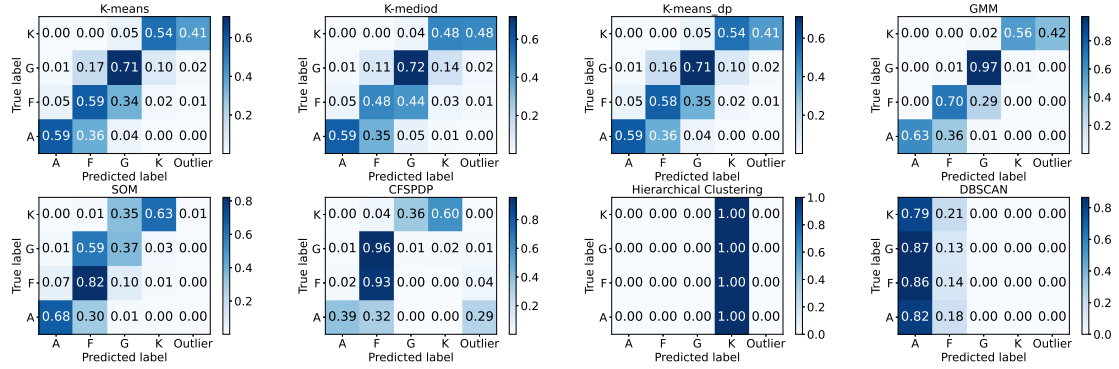 K-means
True label
K 0.00 0.00 0.05 0.54 0.41
G 0.01 0.17 0.71 0.10 0.02
F 0.05 0.59 0.34 0.02 0.01
A 0.59 0.36 0.04 0.00 0.00
A F G K Outlier
Predicted label
0.6
0.4
0.2
K-mediod
True label
K 0.00 0.00 0.04 0.48 0.48
G 0.01 0.11 0.72 0.14 0.02
F 0.05 0.48 0.44 0.03 0.01
A 0.59 0.35 0.05 0.01 0.00
A F G K Outlier
Predicted label
0.6
0.4
0.2
K-means_dp
True label
K 0.00 0.00 0.05 0.54 0.41
G 0.01 0.16 0.71 0.10 0.02
F 0.05 0.58 0.35 0.02 0.01
A 0.59 0.36 0.04 0.00 0.00
A F G K Outlier
Predicted label
0.6
0.4
0.2
GMM
True label
K 0.00 0.00 0.02 0.56 0.42
G 0.00 0.01 0.97 0.01 0.00
F 0.00 0.70 0.29 0.00 0.00
A 0.63 0.36 0.01 0.00 0.00
A F G K Outlier
Predicted label
0.8
0.6
0.4
0.2
SOM
True label
K 0.00 0.01 0.35 0.63 0.01
G 0.01 0.59 0.37 0.03 0.00
F 0.07 0.82 0.10 0.01 0.00
A 0.68 0.30 0.01 0.00 0.00
A F G K Outlier
Predicted label
0.8
0.6
0.4
0.2
CFSPDP
True label
K 0.00 0.04 0.36 0.60 0.00
G 0.01 0.96 0.01 0.02 0.01
F 0.02 0.93 0.00 0.00 0.04
A 0.39 0.32 0.00 0.00 0.29
A F G K Outlier
Predicted label
0.8
0.6
0.4
0.2
Hierarchical Clustering
True label
K 0.00 0.00 0.00 1.00 0.00
G 0.00 0.00 0.00 1.00 0.00
F 0.00 0.00 0.00 1.00 0.00
A 0.00 0.00 0.00 1.00 0.00
A F G K Outlier
Predicted label
1.0
0.8
0.6
0.4
0.2
0.0
DBSCAN
True label
K 0.79 0.21 0.00 0.00 0.00
G 0.87 0.13 0.00 0.00 0.00
F 0.86 0.14 0.00 0.00 0.00
A 0.82 0.18 0.00 0.00 0.00
A F G K Outlier
Predicted label
0.8
0.6
0.4
0.2
0.0